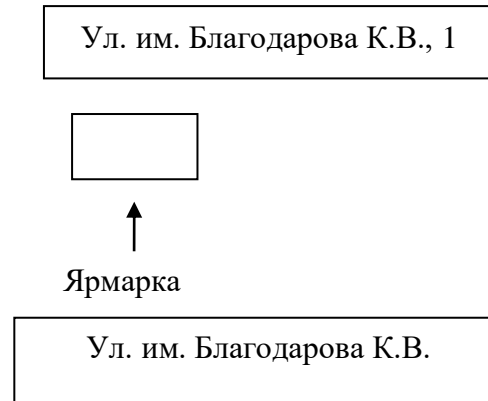 Ул. им. Благодарова К.В., 1
Ярмарка
Ул. им. Благодарова К.В.